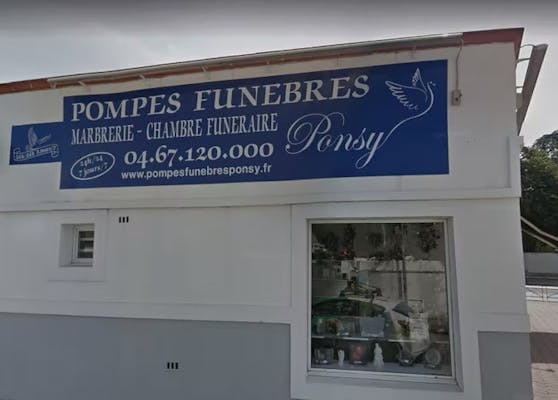 POMPES FUNEBRES
MARBRERIE - CHAMBRE FUNERAIRE
Ponsy
24h/24
7 jours/7
04.67.120.000
www.pompesfunebresponsy.fr